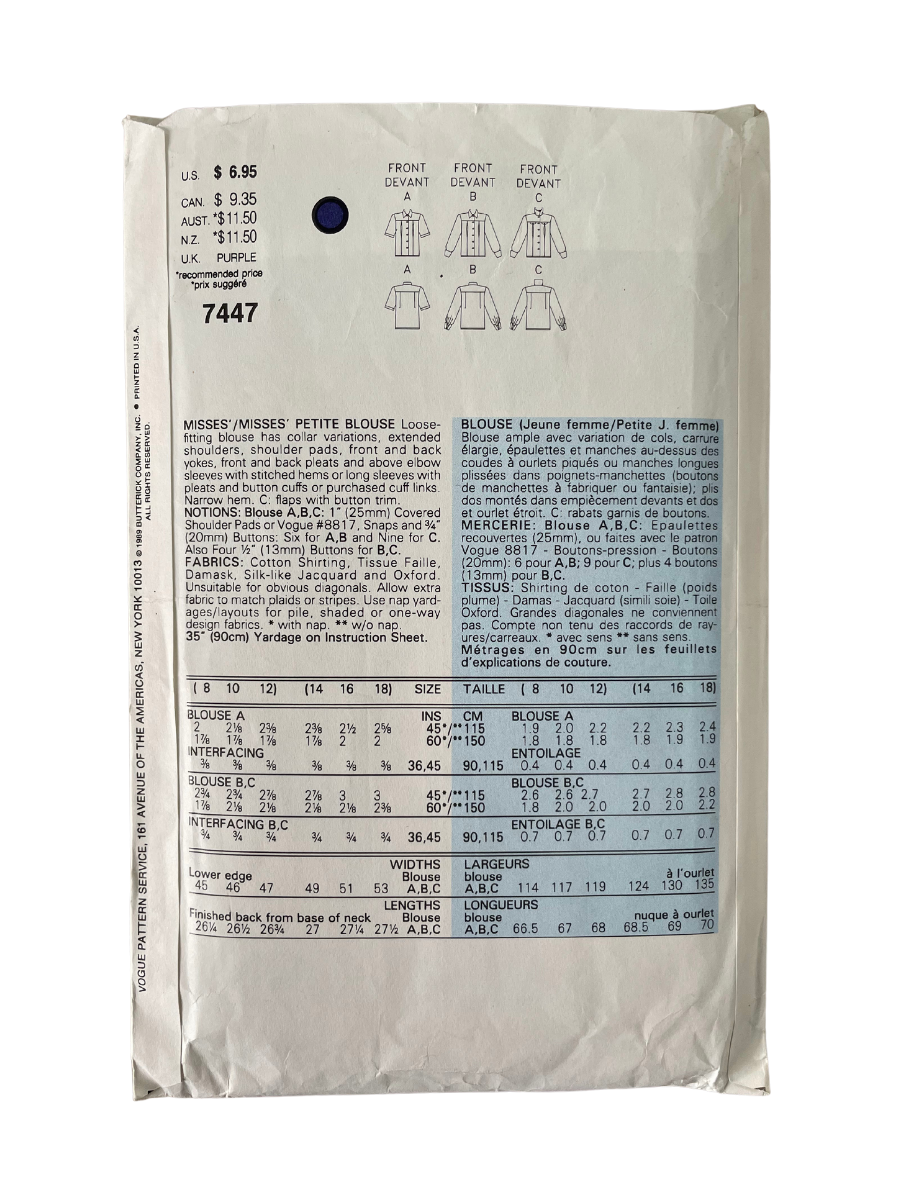 U.S. $ 6.95
CAN. $ 9.35
AUST. *$11.50
N.Z. *$11.50
U.K. PURPLE
*recommended price
*prix suggéré
7447
FRONT FRONT FRONT
DEVANT DEVANT DEVANT
A B C
A B C
VOGUE PATTERN SERVICE, 161 AVENUE OF THE AMERICAS, NEW YORK 10013 © 1989 BUTTERICK COMPANY, INC. ● PRINTED IN U.S.A.
ALL RIGHTS RESERVED.
MISSES'/MISSES' PETITE BLOUSE Loose-
fitting blouse has collar variations, extended
shoulders, shoulder pads, front and back
yokes, front and back pleats and above elbow
sleeves with stitched hems or long sleeves with
pleats and button cuffs or purchased cuff links.
Narrow hem. C: flaps with button trim.
NOTIONS: Blouse A,B,C: 1" (25mm) Covered
Shoulder Pads or Vogue #8817, Snaps and ¾"
(20mm) Buttons: Six for A,B and Nine for C.
Also Four ½" (13mm) Buttons for B,C.
FABRICS: Cotton Shirting, Tissue Faille,
Damask, Silk-like Jacquard and Oxford.
Unsuitable for obvious diagonals. Allow extra
fabric to match plaids or stripes. Use nap yard-
ages/layouts for pile, shaded or one-way
design fabrics. * with nap. ** w/o nap.
35" (90cm) Yardage on Instruction Sheet.
BLOUSE (Jeune femme/Petite J. femme)
Blouse ample avec variation de cols, carrure
élargie, épaulettes et manches au-dessus des
coudes à ourlets piqués ou manches longues
plissées dans poignets-manchettes (boutons
de manchettes à fabriquer ou fantaisie); plis
dos montés dans empiècement devants et dos
et ourlet étroit. C: rabats garnis de boutons.
MERCERIE: Blouse A,B,C: Epaulettes
recouvertes (25mm), ou faites avec le patron
Vogue 8817 - Boutons-pression - Boutons
(20mm): 6 pour A,B; 9 pour C; plus 4 boutons
(13mm) pour B,C.
TISSUS: Shirting de coton - Faille (poids
plume) - Damas - Jacquard (simili soie) - Toile
Oxford. Grandes diagonales ne conviennent
pas. Compte non tenu des raccords de ray-
ures/carreaux. * avec sens ** sans sens.
Métrages en 90cm sur les feuillets
d'explications de couture.
( 8 10 12) (14 16 18) SIZE TAILLE ( 8 10 12) (14 16 18)
BLOUSE A INS CM BLOUSE A
2 2⅛ 2⅜ 2⅜ 2½ 2⅝ 45*/**115 1.9 2.0 2.2 2.2 2.3 2.4
1⅞ 1⅞ 1⅞ 1⅞ 2 2 60*/**150 1.8 1.8 1.8 1.8 1.9 1.9
INTERFACING ENTOILAGE
⅜ ⅜ ⅜ ⅜ ⅜ ⅜ 36,45 90,115 0.4 0.4 0.4 0.4 0.4 0.4
BLOUSE B,C BLOUSE B,C
2¾ 2¾ 2⅞ 2⅞ 3 3 45*/**115 2.6 2.6 2.7 2.7 2.8 2.8
1⅞ 2⅛ 2⅛ 2⅛ 2⅛ 2⅜ 60*/**150 1.8 2.0 2.0 2.0 2.0 2.2
INTERFACING B,C ENTOILAGE B,C
¾ ¾ ¾ ¾ ¾ ¾ 36,45 90,115 0.7 0.7 0.7 0.7 0.7 0.7
WIDTHS LARGEURS
Lower edge Blouse blouse à l'ourlet
45 46 47 49 51 53 A,B,C A,B,C 114 117 119 124 130 135
LENGTHS LONGUEURS
Finished back from base of neck Blouse blouse nuque à ourlet
26¼ 26½ 26¾ 27 27¼ 27½ A,B,C A,B,C 66.5 67 68 68.5 69 70